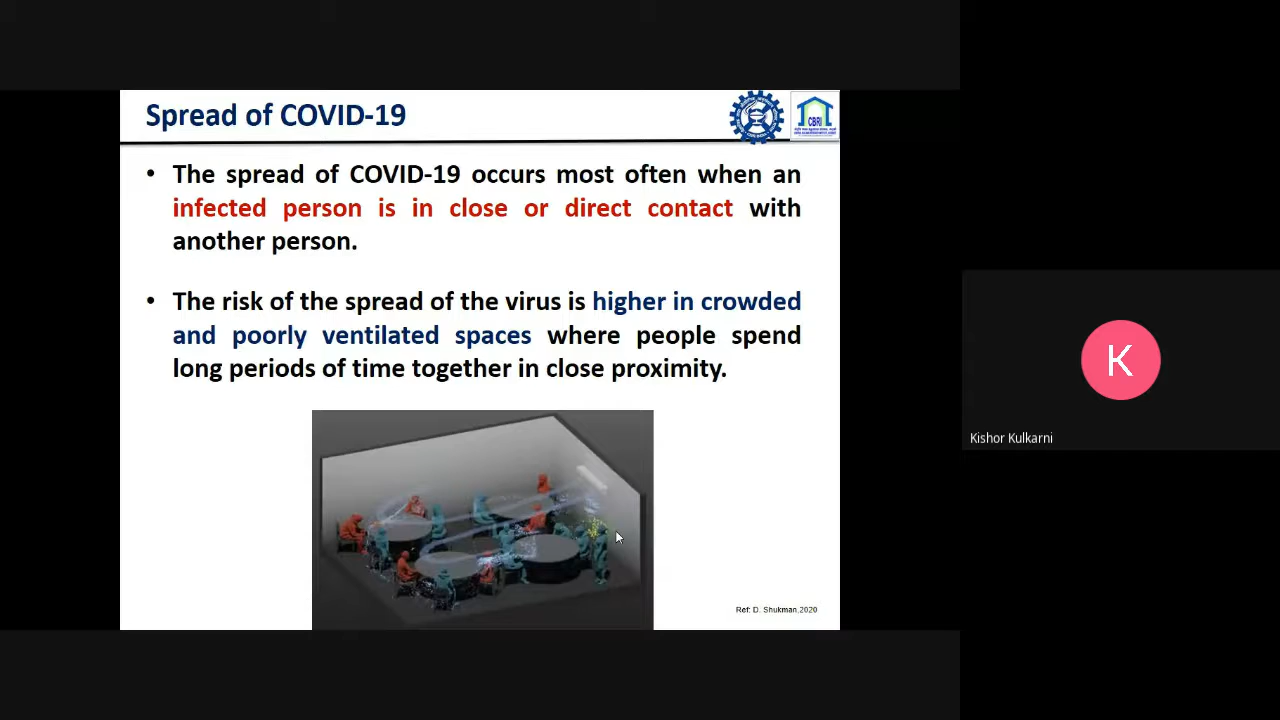 Spread of COVID-19
CBRI
• The spread of COVID-19 occurs most often when an
infected person is in close or direct contact with
another person.
• The risk of the spread of the virus is higher in crowded
and poorly ventilated spaces where people spend
long periods of time together in close proximity.
Ref: D. Shukman,2020
K
Kishor Kulkarni